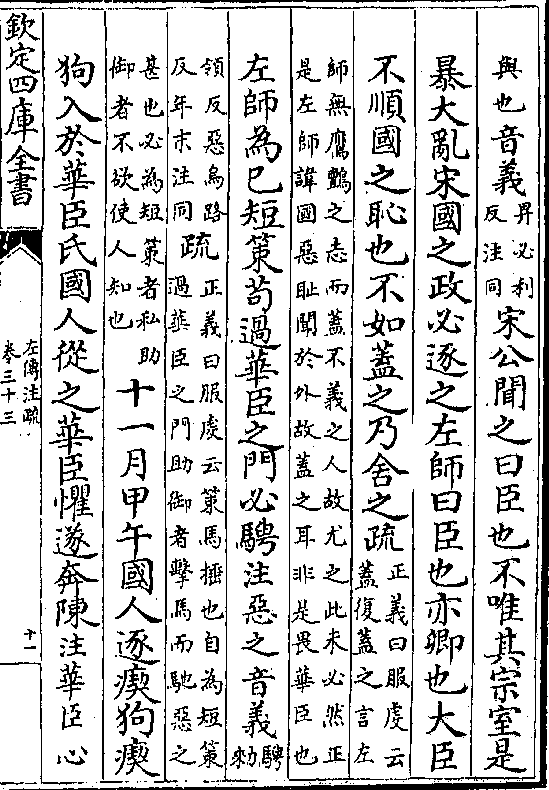 與也音義畀必利
反注同
宋公聞之曰臣也不唯其宗室是
暴大亂宋國之政必逐之左師曰臣也亦卿也大臣
不順國之恥也不如蓋之乃舍之疏正義曰服虔云
蓋復蓋之言左
師無鷹鸇之志而蓋不義之人故尤之此未必然正
是左師諱國惡恥聞於外故蓋之耳非是畏華臣也
左師為已短策苟過華臣之門必騁注惡之音義騁
勑
領反惡烏路
反年末注同
疏正義曰服虔云策馬捶也自為短策
過華臣之門助御者擊馬而馳惡之
甚也必為短策者私助
御者不欲使人知也
十一月甲午國人逐瘈狗瘈
狗入於華臣氏國人從之華臣懼遂奔陳注華臣心
欽定四庫全書
左傳注疏
卷三十三
十一